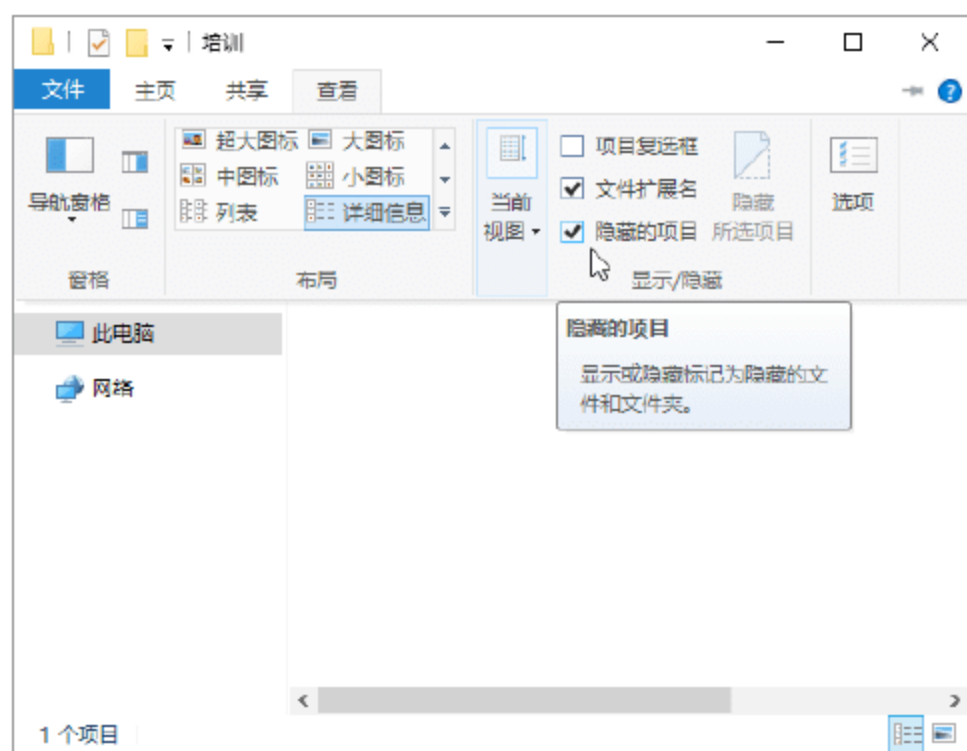 培训
文件 主页 共享 查看
超大图标 大图标
中图标 小图标
列表 详细信息
导航窗格
窗格
布局
当前
视图
项目复选框
文件扩展名
隐藏的项目
隐藏
所选项目
显示/隐藏
选项
此电脑
网络
隐藏的项目
显示或隐藏标记为隐藏的文
件和文件夹。
1 个项目